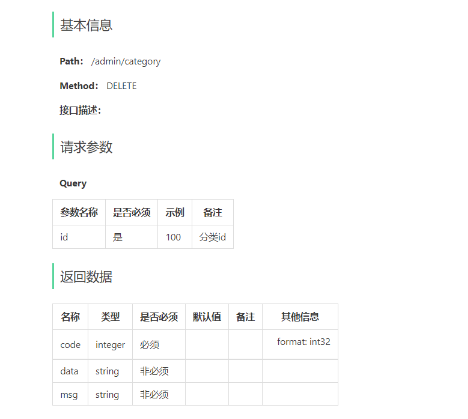 基本信息
Path: /admin/category
Method: DELETE
接口描述:
请求参数
Query
参数名称 是否必须 示例 备注
id 是 100 分类id
返回数据
名称 类型 是否必须 默认值 备注 其他信息
code integer 必须 format: int32
data string 非必须
msg string 非必须